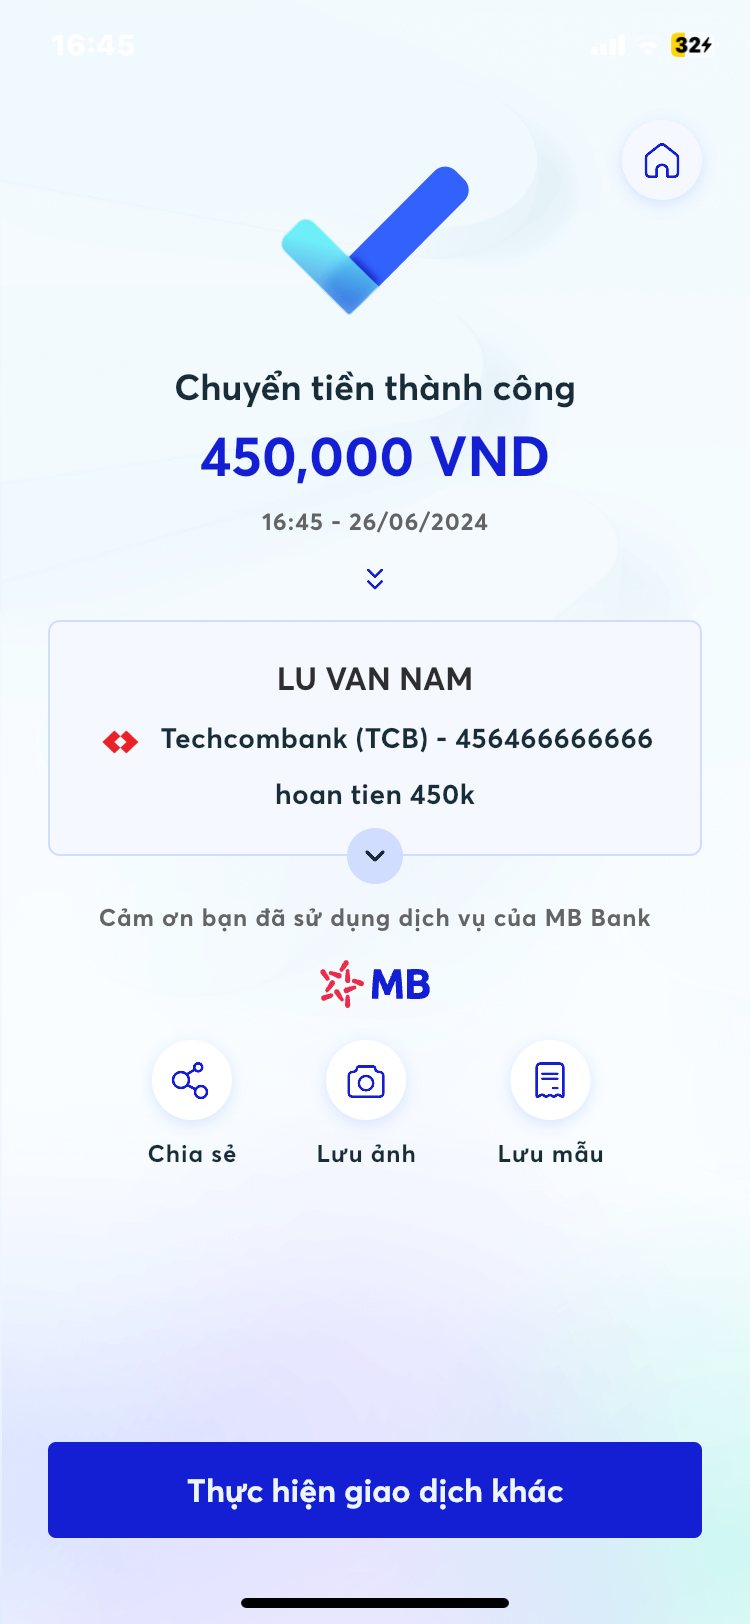 16:45
32
Chuyển tiền thành công
450,000 VND
16:45 - 26/06/2024
LU VAN NAM
Techcombank (TCB) - 456466666666
hoan tien 450k
Cảm ơn bạn đã sử dụng dịch vụ của MB Bank
MB
Chia sẻ Lưu ảnh Lưu mẫu
Thực hiện giao dịch khác